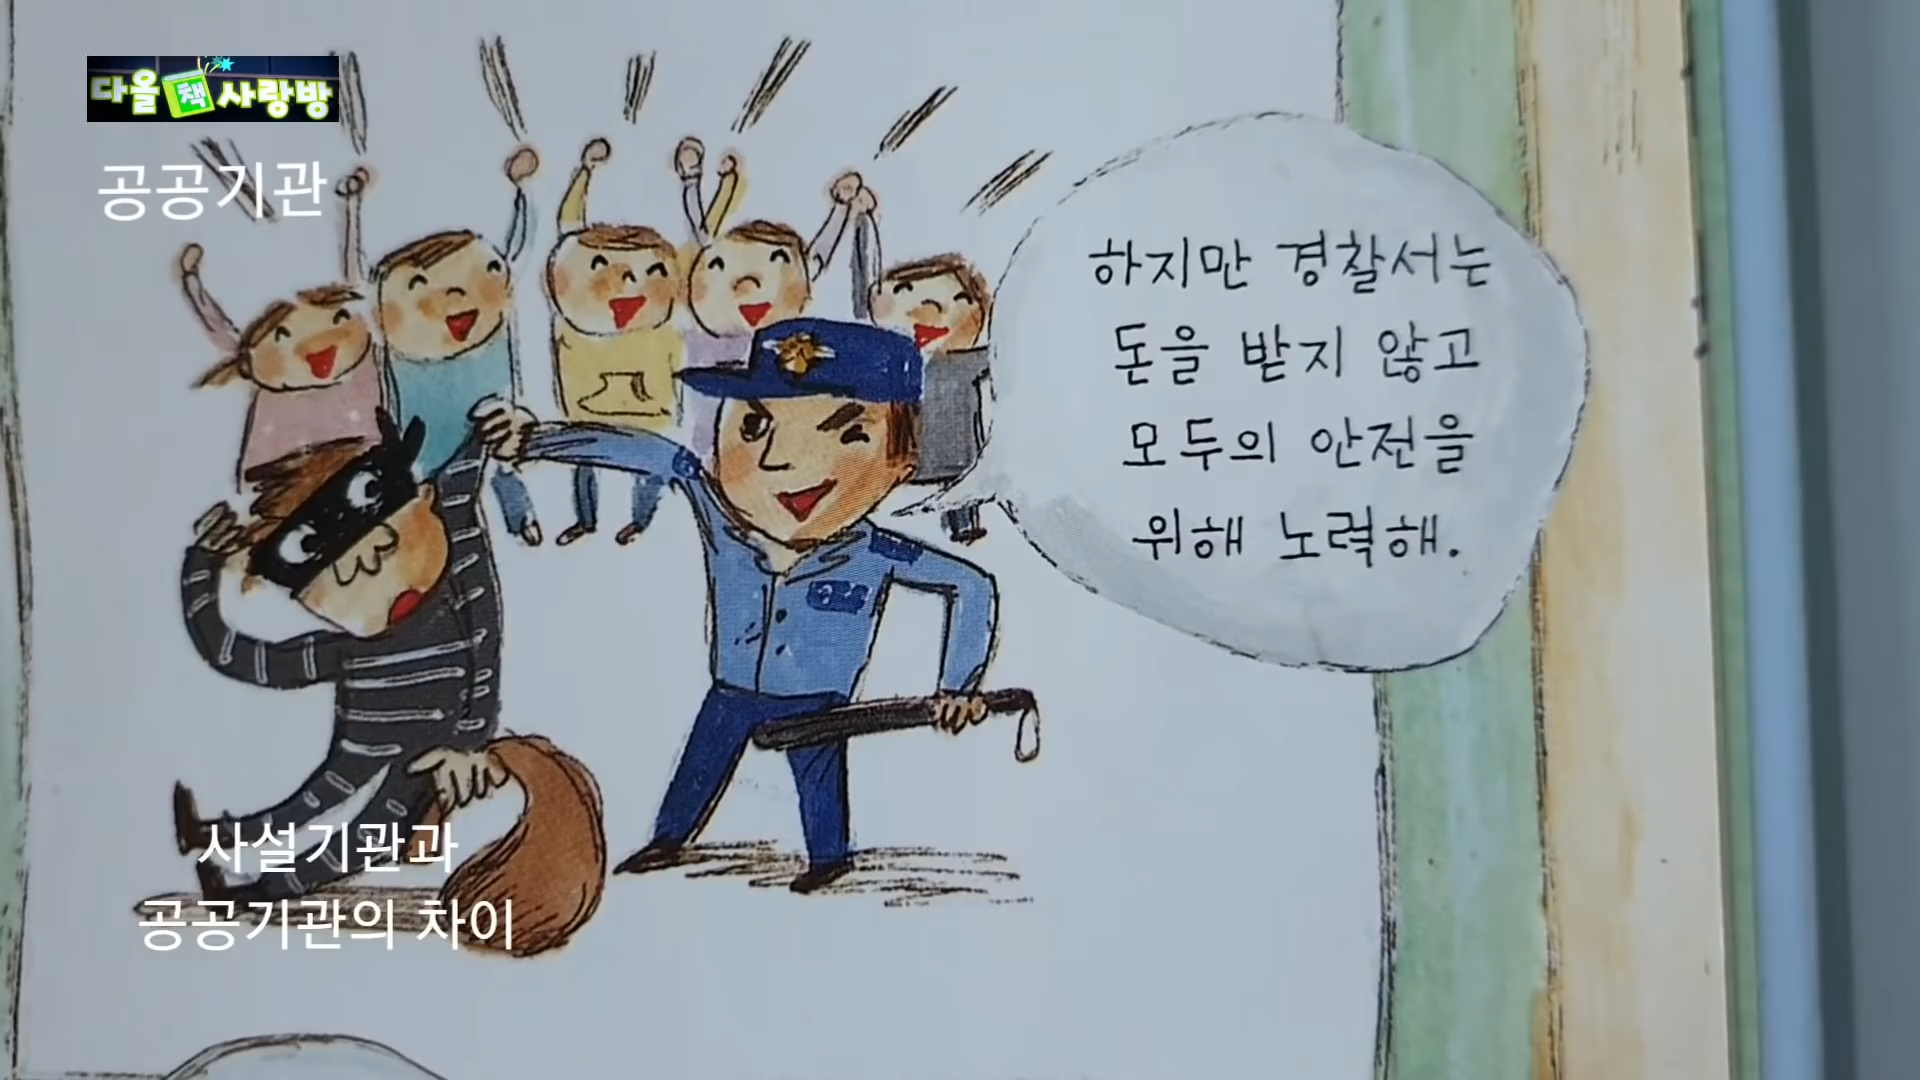 다올책사랑방
공공기관
하지만 경찰서는
돈을 받지 않고
모두의 안전을
위해 노력해.
사설기관과
공공기관의 차이